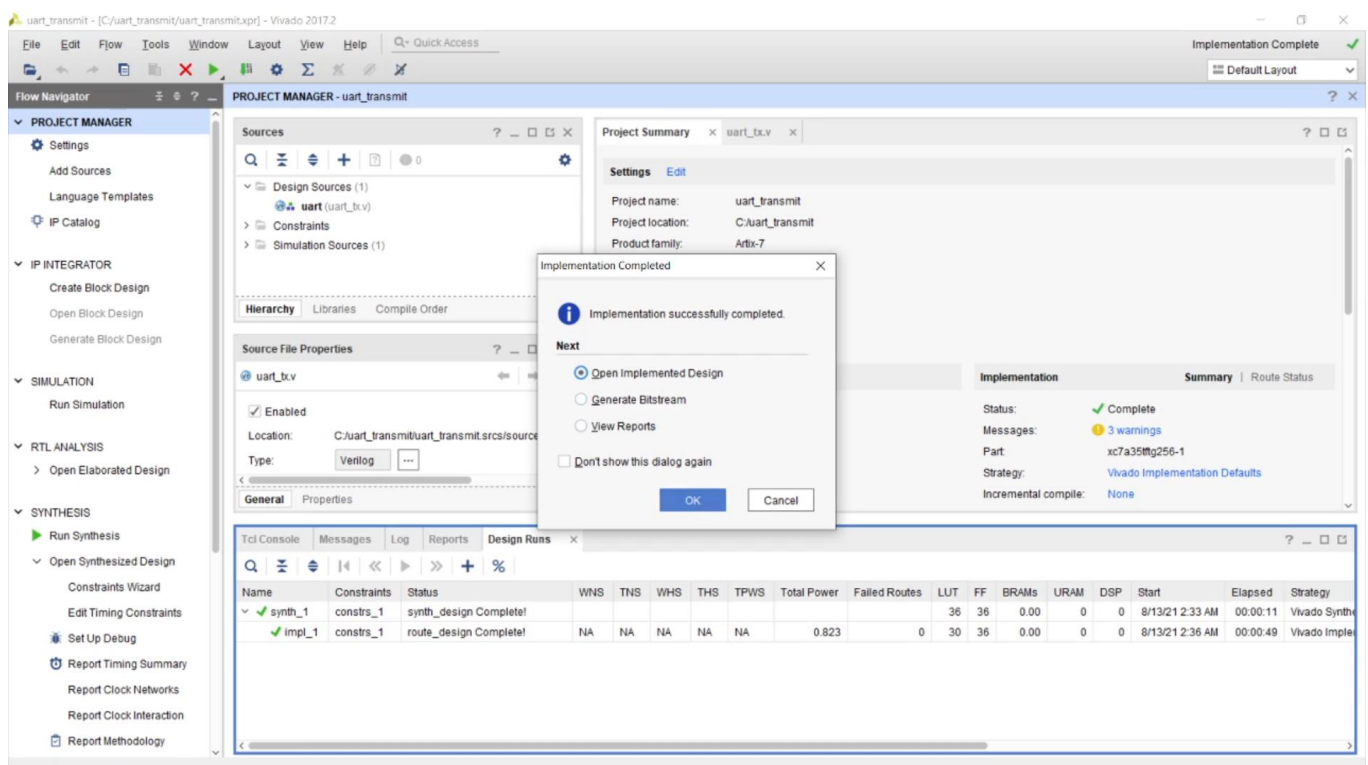 uart_transmit - [C:/uart_transmit/uart_transmit.xpr] - Vivado 2017.2
File Edit Flow Tools Window Layout View Help Quick Access
Implementation Complete
Default Layout
Flow Navigator
PROJECT MANAGER
Settings
Add Sources
Language Templates
IP Catalog
IP INTEGRATOR
Create Block Design
Open Block Design
Generate Block Design
SIMULATION
Run Simulation
RTL ANALYSIS
Open Elaborated Design
SYNTHESIS
Run Synthesis
Open Synthesized Design
Constraints Wizard
Edit Timing Constraints
Set Up Debug
Report Timing Summary
Report Clock Networks
Report Clock Interaction
Report Methodology
PROJECT MANAGER - uart_transmit
Sources
0
Design Sources (1)
uart (uart_tx.v)
Constraints
Simulation Sources (1)
Hierarchy Libraries Compile Order
Source File Properties
uart_tx.v
Enabled
Location: C:/uart_transmit/uart_transmit.srcs/source
Type: Verilog ...
General Properties
Project Summary uart_tx.v
Settings Edit
Project name: uart_transmit
Project location: C:/uart_transmit
Product family: Artix-7
Implementation Completed
Implementation successfully completed.
Next
Open Implemented Design
Generate Bitstream
View Reports
Don't show this dialog again
OK Cancel
Implementation Summary | Route Status
Status: Complete
Messages: 3 warnings
Part: xc7a35tftg256-1
Strategy: Vivado Implementation Defaults
Incremental compile: None
Tcl Console Messages Log Reports Design Runs
Name Constraints Status WNS TNS WHS THS TPWS Total Power Failed Routes LUT FF BRAMs URAM DSP Start Elapsed Strategy
synth_1 constrs_1 synth_design Complete! 36 36 0.00 0 0 8/13/21 2:33 AM 00:00:11 Vivado Synthe
impl_1 constrs_1 route_design Complete! NA NA NA NA NA 0.823 0 30 36 0.00 0 0 8/13/21 2:36 AM 00:00:49 Vivado Implem